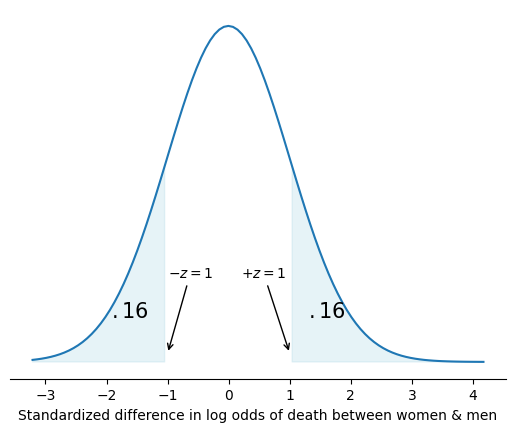 −z = 1
+z = 1
.16
.16
−3 −2 −1 0 1 2 3 4
Standardized difference in log odds of death between women & men